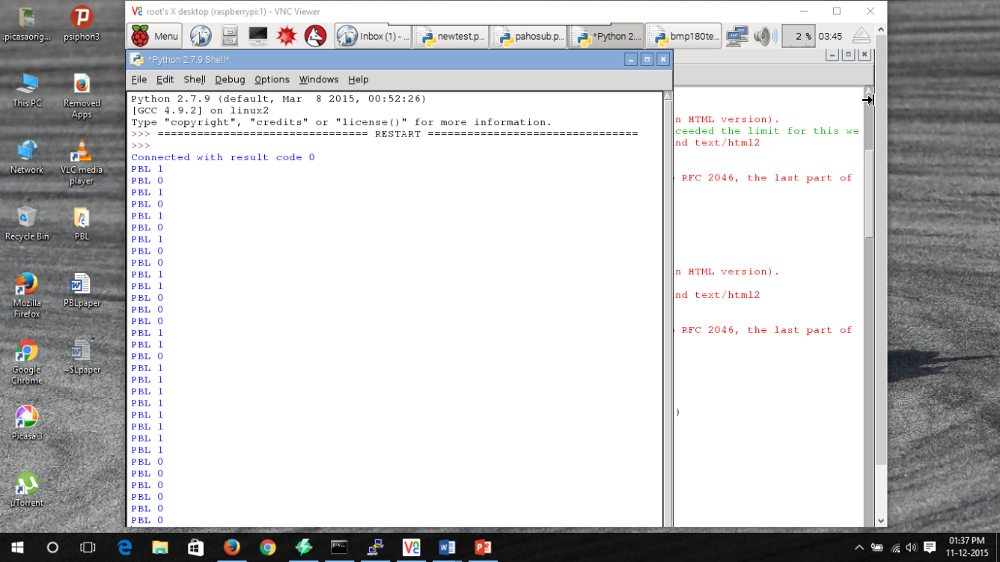 root's X desktop (raspberrypi:1) - VNC Viewer
Menu
Inbox (1) - ...
newtest.p...
pahosub.p...
*Python 2...
bmp180te...
2 %
03:45
*Python 2.7.9 Shell*
File Edit Shell Debug Options Windows Help
Python 2.7.9 (default, Mar  8 2015, 00:52:26)
[GCC 4.9.2] on linux2
Type "copyright", "credits" or "license()" for more information.
>>> ================================ RESTART ================================
>>>
Connected with result code 0
PBL 1
PBL 0
PBL 1
PBL 0
PBL 1
PBL 0
PBL 1
PBL 0
PBL 0
PBL 1
PBL 1
PBL 0
PBL 0
PBL 0
PBL 1
PBL 1
PBL 0
PBL 1
PBL 1
PBL 1
PBL 1
PBL 1
PBL 1
PBL 1
PBL 1
PBL 0
PBL 0
PBL 0
PBL 0
PBL 0
PBL 0
n HTML version).
ceeded the limit for this we
nd text/html2
RFC 2046, the last part of
n HTML version).
nd text/html2
RFC 2046, the last part of
)
.picasaorig...
psiphon3
This PC
Removed
Apps
Network
VLC media
player
Recycle Bin
PBL
Mozilla
Firefox
PBLpaper
Google
Chrome
~SLpaper
Picasa 3
µTorrent
01:37 PM
11-12-2015